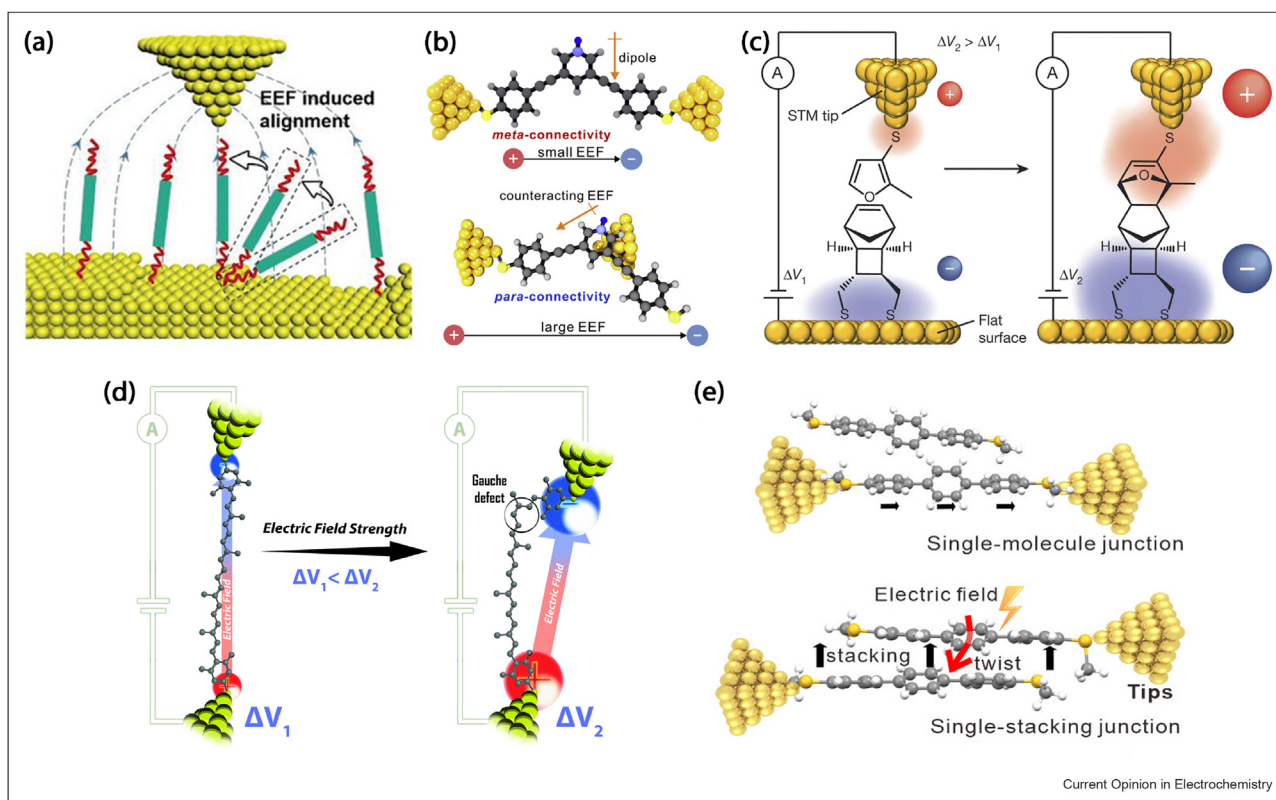 (a)
EEF induced
alignment
(b)
dipole
meta-connectivity
+ small EEF −
counteracting EEF
para-connectivity
+ large EEF −
(c)
ΔV2 > ΔV1
A
STM tip
+
S
O
H H
−
ΔV1
S S
Flat
surface
A
+
S
O
H H
−
ΔV2
S S
(d)
A
Electric Field
+
ΔV1
Electric Field Strength
ΔV1 < ΔV2
A
Gauche
defect
−
Electric Field
+
ΔV2
(e)
Single-molecule junction
Electric field
stacking
twist
Tips
Single-stacking junction
Current Opinion in Electrochemistry